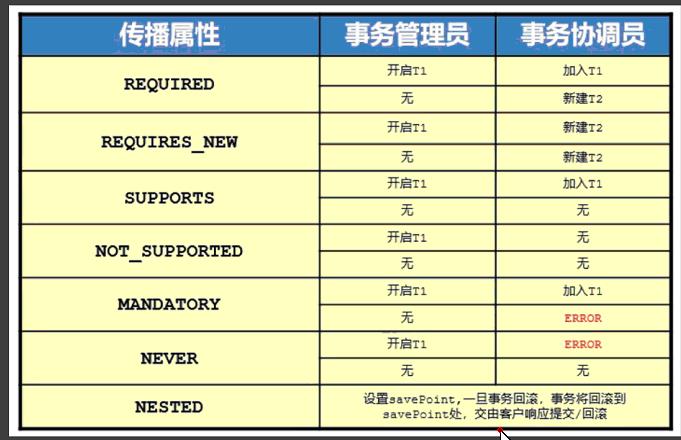 传播属性 事务管理员 事务协调员
REQUIRED
开启T1 加入T1
无 新建T2
REQUIRES_NEW
开启T1 新建T2
无 新建T2
SUPPORTS
开启T1 加入T1
无 无
NOT_SUPPORTED
开启T1 无
无 无
MANDATORY
开启T1 加入T1
无 ERROR
NEVER
开启T1 ERROR
无 无
NESTED
设置savePoint,一旦事务回滚, 事务将回滚到
savePoint处, 交由客户响应提交/回滚